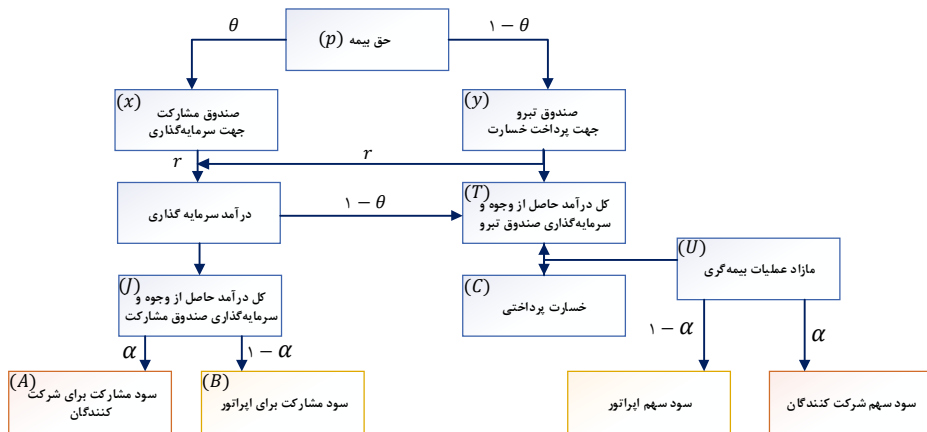 θ
۱ − θ
حق بیمه (p)
(x)
صندوق مشارکت
جهت سرمایه‌گذاری
(y)
صندوق تبرو
جهت پرداخت خسارت
r
r
درآمد سرمایه گذاری
۱ − θ
(T)
کل درآمد حاصل از وجوه و
سرمایه‌گذاری صندوق تبرو
(U)
مازاد عملیات بیمه‌گری
(J)
کل درآمد حاصل از وجوه و
سرمایه‌گذاری صندوق مشارکت
(C)
خسارت پرداختی
α
۱ − α
۱ − α
α
(A)
سود مشارکت برای شرکت
کنندگان
(B)
سود مشارکت برای اپراتور
سود سهم اپراتور
سود سهم شرکت کنندگان